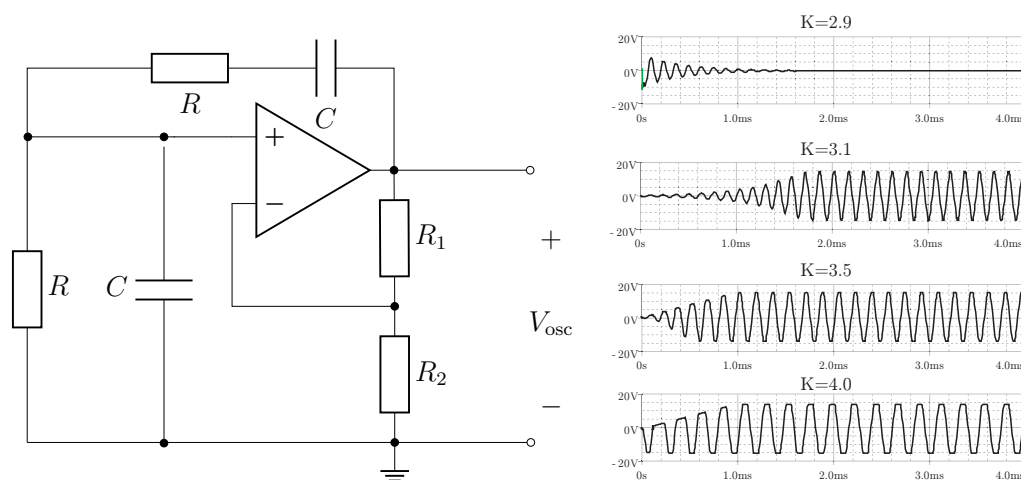 R
C
+
−
R
C
R1
R2
+
Vosc
−
K=2.9
20V
0V
- 20V
0s 1.0ms 2.0ms 3.0ms 4.0ms
K=3.1
20V
0V
- 20V
0s 1.0ms 2.0ms 3.0ms 4.0ms
K=3.5
20V
0V
- 20V
0s 1.0ms 2.0ms 3.0ms 4.0ms
K=4.0
20V
0V
- 20V
0s 1.0ms 2.0ms 3.0ms 4.0ms